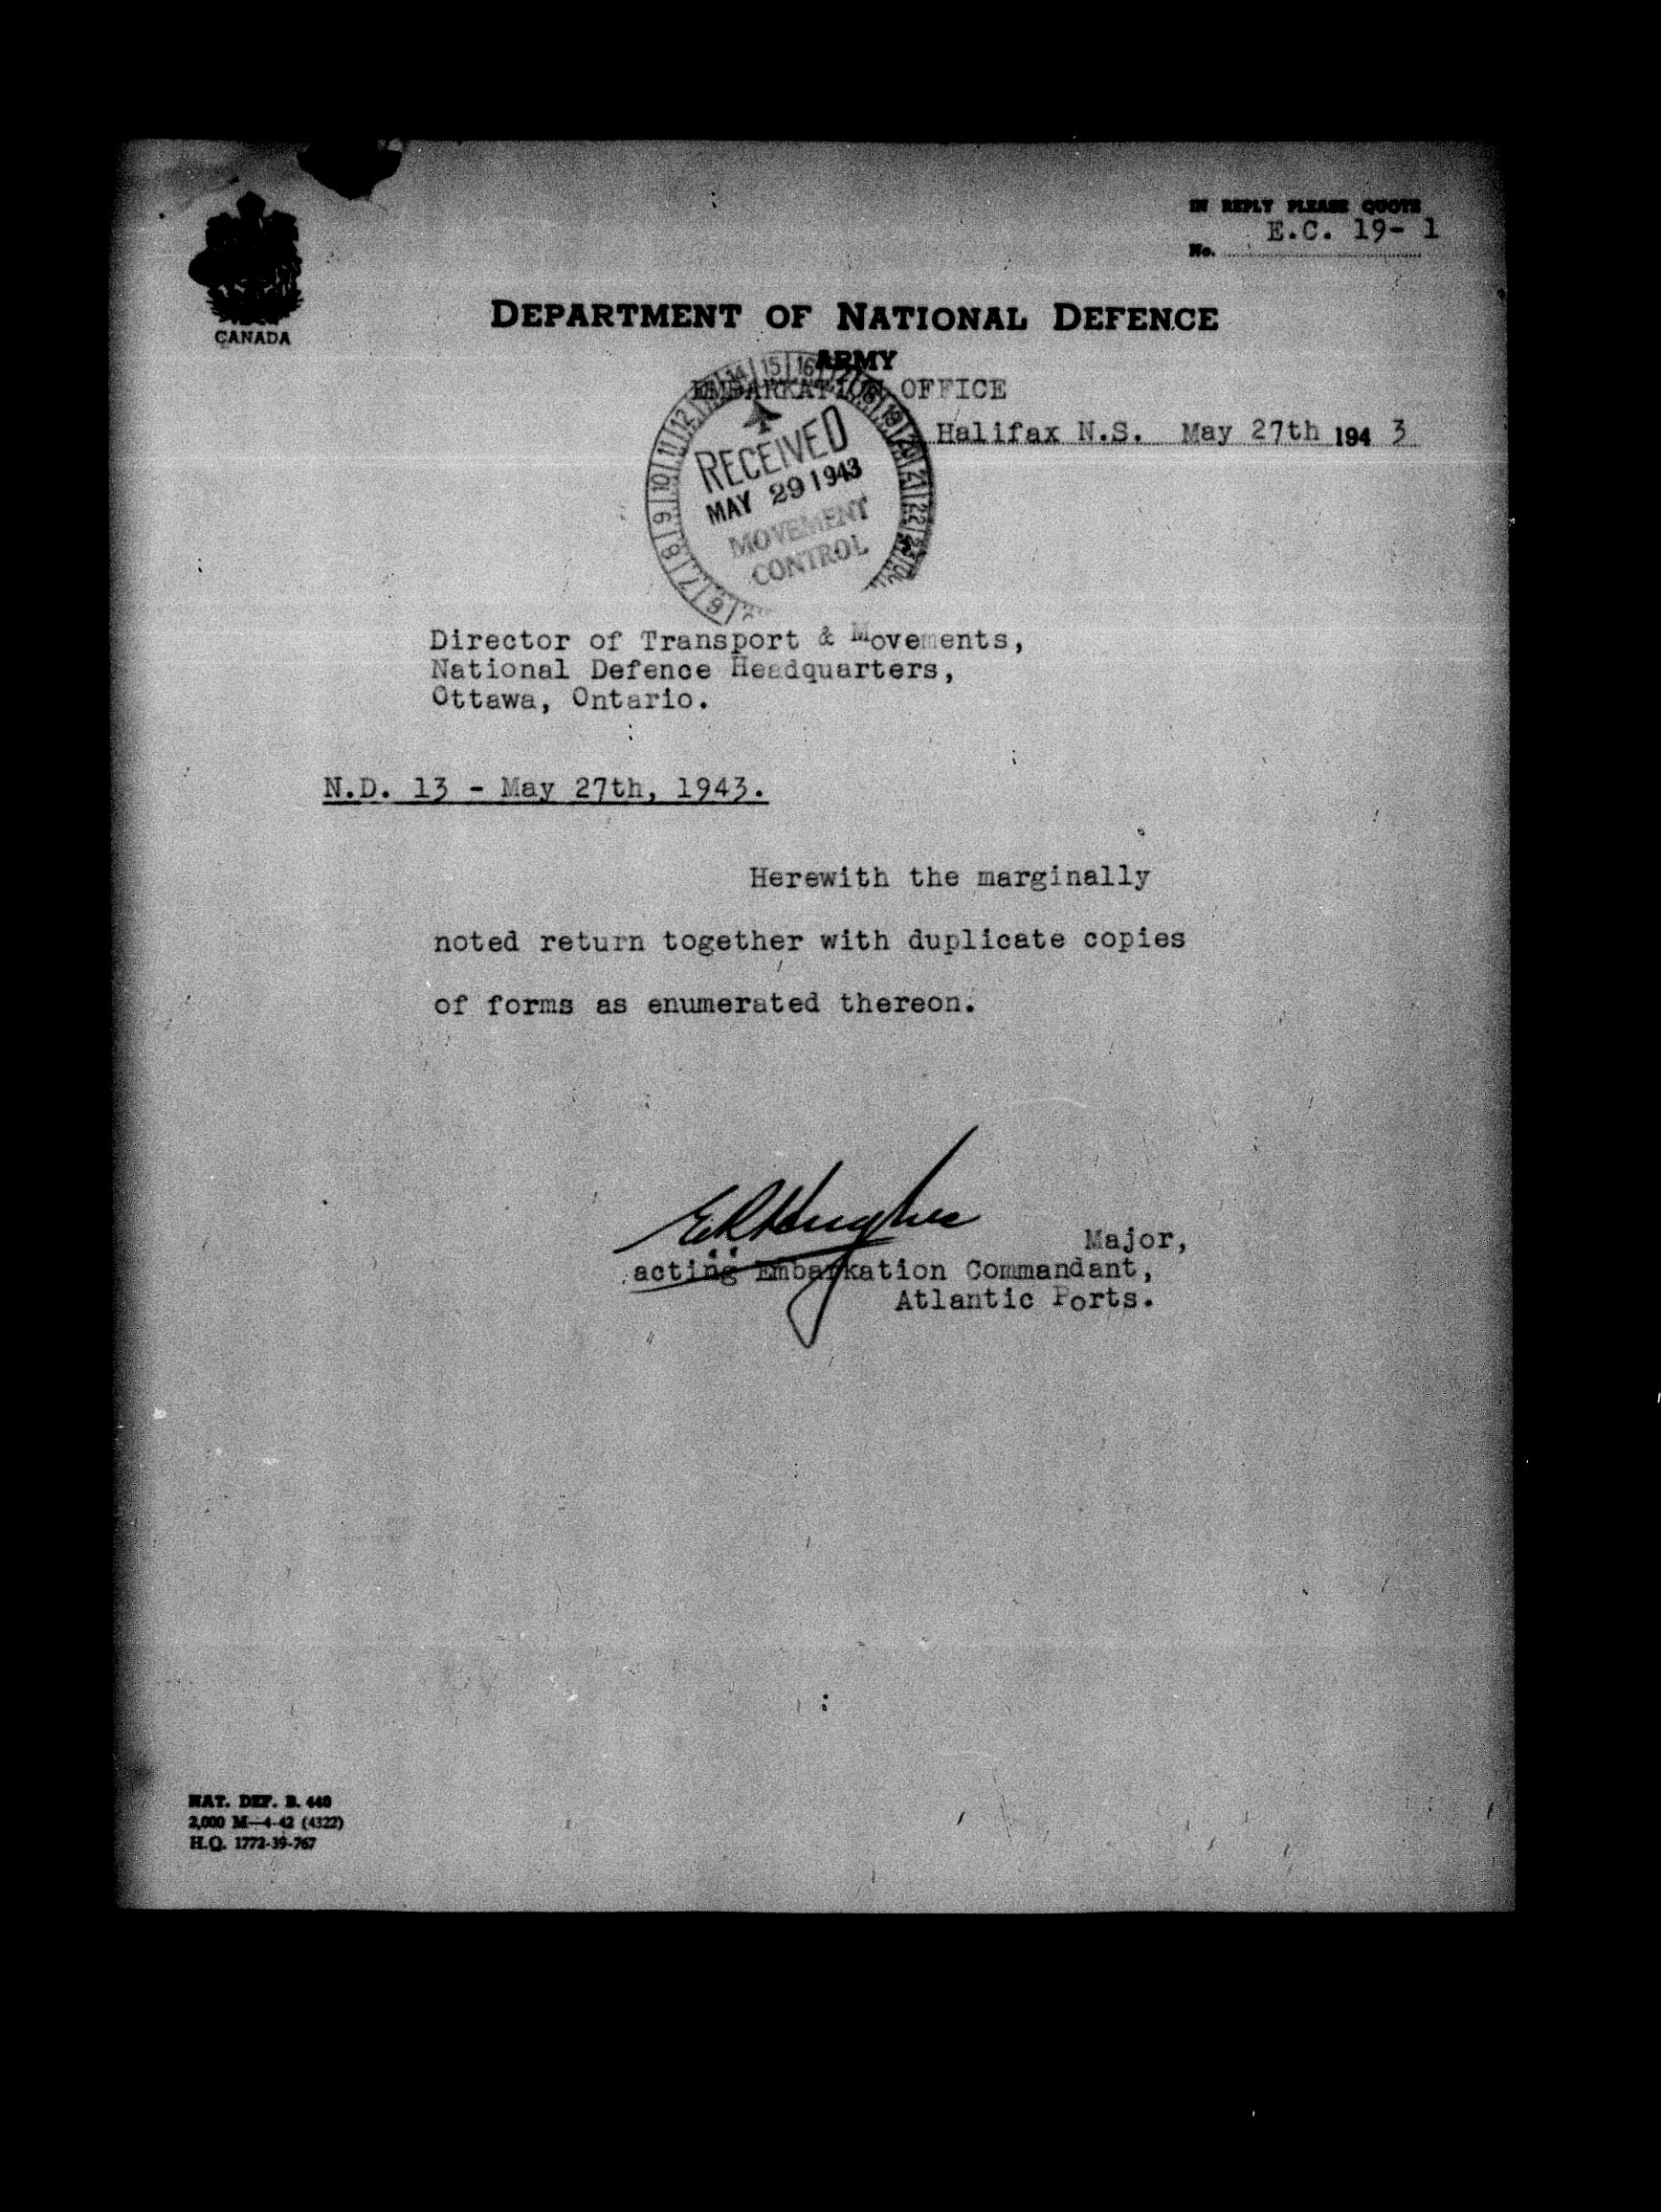 IN REPLY PLEASE QUOTE
E.C. 19- 1
No.
CANADA
DEPARTMENT OF NATIONAL DEFENCE
ARMY
EMBARKATION OFFICE
Halifax N.S. May 27th 194 3
RECEIVED
MAY 29 1943
MOVEMENT
CONTROL
Director of Transport & Movements,
National Defence Headquarters,
Ottawa, Ontario.
N.D. 13 - May 27th, 1943.
Herewith the marginally
noted return together with duplicate copies
of forms as enumerated thereon.
E R Hughes
Major,
acting Embarkation Commandant,
Atlantic Ports.
NAT. DEF. B. 440
2,000 M—4-42 (4322)
H.Q. 1772-39-767